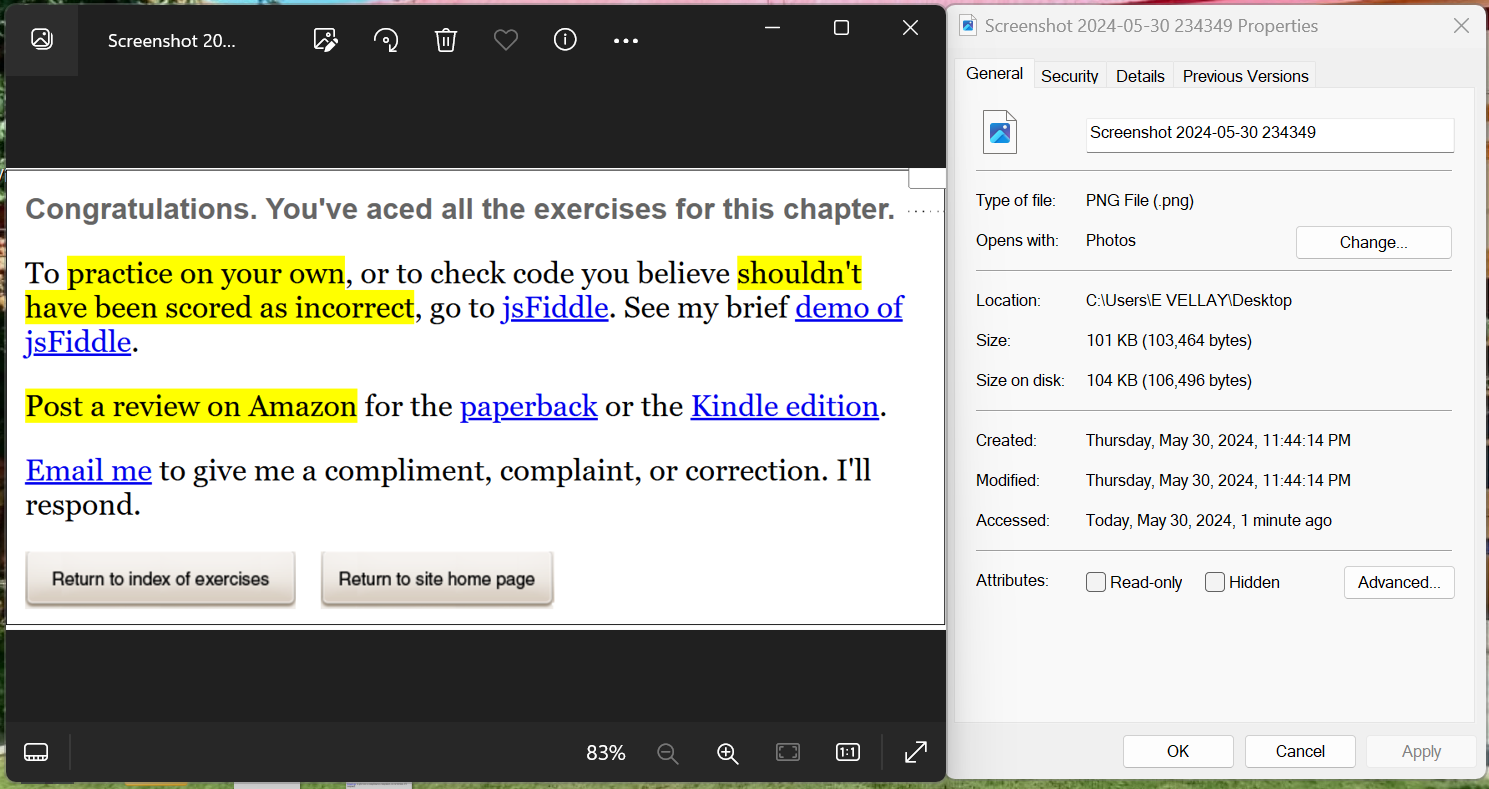 Screenshot 20...
Congratulations. You've aced all the exercises for this chapter.
To practice on your own, or to check code you believe shouldn't
have been scored as incorrect, go to jsFiddle. See my brief demo of
jsFiddle.
Post a review on Amazon for the paperback or the Kindle edition.
Email me to give me a compliment, complaint, or correction. I'll
respond.
Return to index of exercises
Return to site home page
83%
1:1
Screenshot 2024-05-30 234349 Properties
General
Security
Details
Previous Versions
Screenshot 2024-05-30 234349
Type of file: PNG File (.png)
Opens with: Photos
Change...
Location: C:\Users\E VELLAY\Desktop
Size: 101 KB (103,464 bytes)
Size on disk: 104 KB (106,496 bytes)
Created: Thursday, May 30, 2024, 11:44:14 PM
Modified: Thursday, May 30, 2024, 11:44:14 PM
Accessed: Today, May 30, 2024, 1 minute ago
Attributes: Read-only Hidden
Advanced...
OK
Cancel
Apply